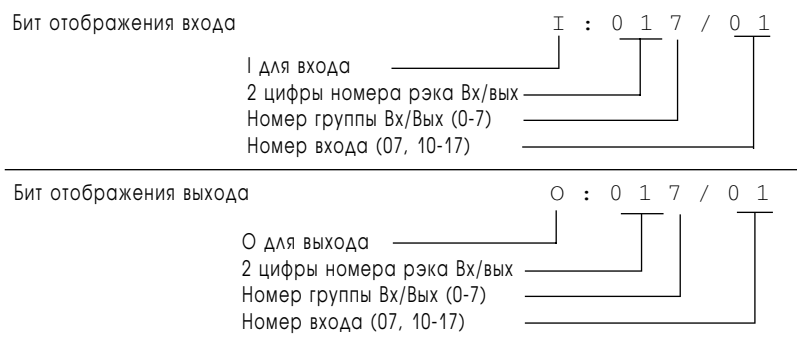 Бит отображения входа I : 0 1 7 / 0 1
I для входа
2 цифры номера рэка Вх/вых
Номер группы Вх/Вых (0-7)
Номер входа (07, 10-17)
Бит отображения выхода O : 0 1 7 / 0 1
О для выхода
2 цифры номера рэка Вх/вых
Номер группы Вх/Вых (0-7)
Номер входа (07, 10-17)